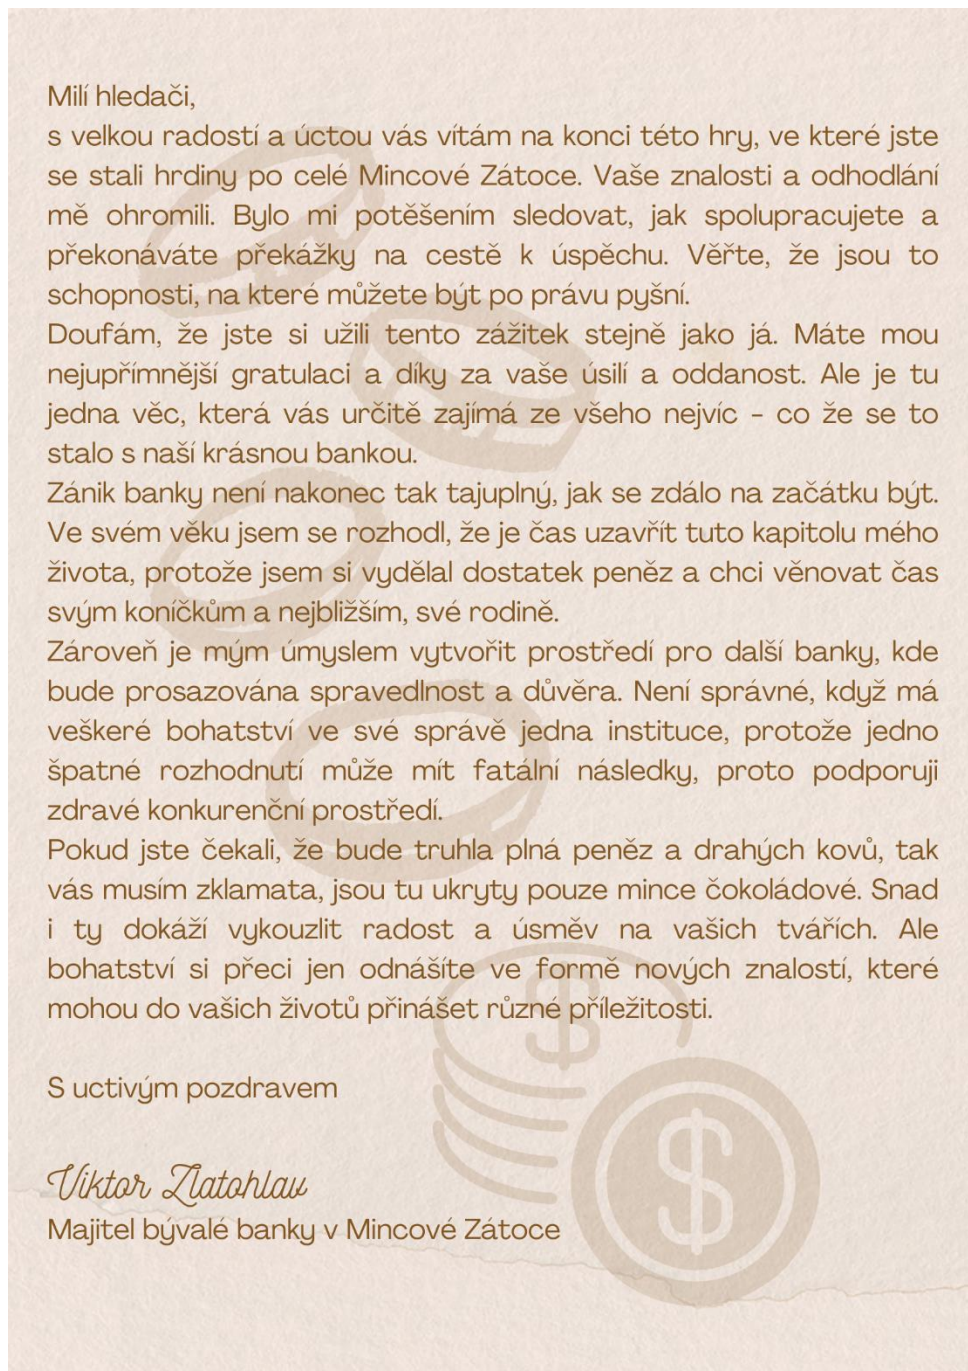 Milí hledači,
s velkou radostí a úctou vás vítám na konci této hry, ve které jste
se stali hrdiny po celé Mincové Zátoce. Vaše znalosti a odhodlání
mě ohromili. Bylo mi potěšením sledovat, jak spolupracujete a
překonáváte překážky na cestě k úspěchu. Věřte, že jsou to
schopnosti, na které můžete být po právu pyšní.
Doufám, že jste si užili tento zážitek stejně jako já. Máte mou
nejupřímnější gratulaci a díky za vaše úsilí a oddanost. Ale je tu
jedna věc, která vás určitě zajímá ze všeho nejvíc - co že se to
stalo s naší krásnou bankou.
Zánik banky není nakonec tak tajuplný, jak se zdálo na začátku být.
Ve svém věku jsem se rozhodl, že je čas uzavřít tuto kapitolu mého
života, protože jsem si vydělal dostatek peněz a chci věnovat čas
svým koníčkům a nejbližším, své rodině.
Zároveň je mým úmyslem vytvořit prostředí pro další banky, kde
bude prosazována spravedlnost a důvěra. Není správné, když má
veškeré bohatství ve své správě jedna instituce, protože jedno
špatné rozhodnutí může mít fatální následky, proto podporuji
zdravé konkurenční prostředí.
Pokud jste čekali, že bude truhla plná peněz a drahých kovů, tak
vás musím zklamata, jsou tu ukryty pouze mince čokoládové. Snad
i ty dokáží vykouzlit radost a úsměv na vašich tvářích. Ale
bohatství si přeci jen odnášíte ve formě nových znalostí, které
mohou do vašich životů přinášet různé příležitosti.
S uctivým pozdravem
Viktor Zlatohlav
Majitel bývalé banky v Mincové Zátoce